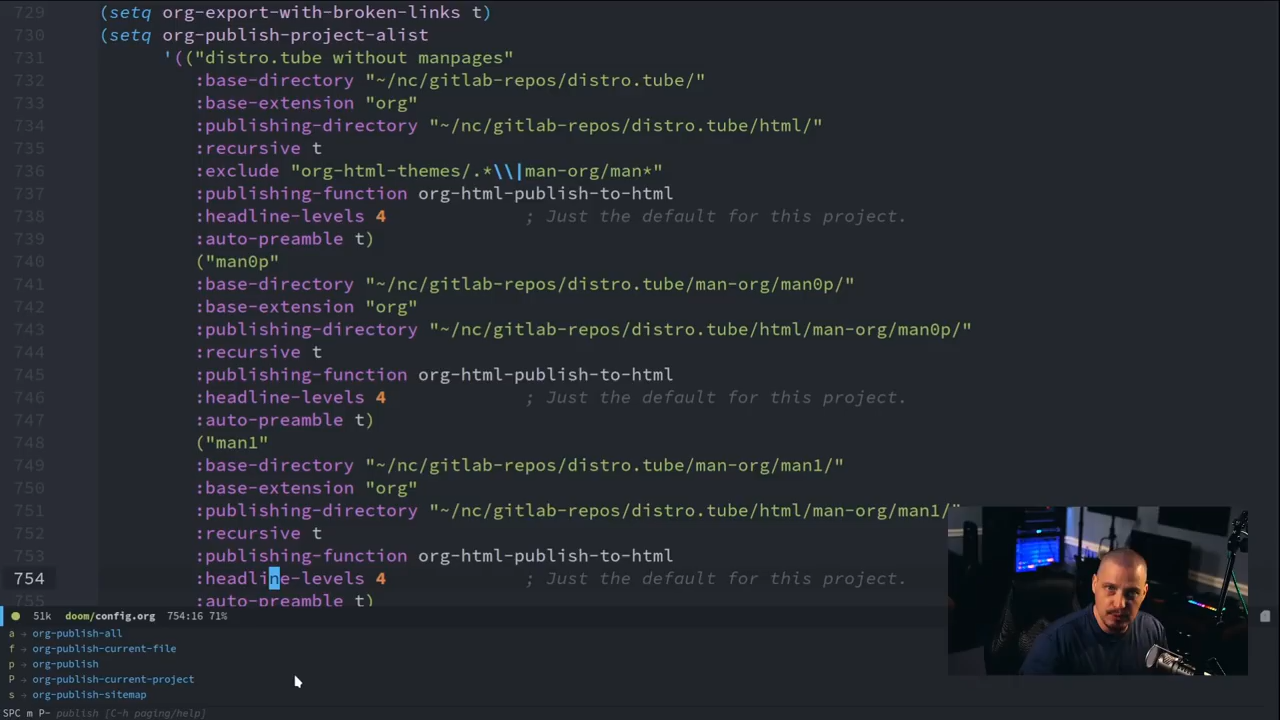 729 (setq org-export-with-broken-links t)
730 (setq org-publish-project-alist
731 '(("distro.tube without manpages"
732 :base-directory "~/nc/gitlab-repos/distro.tube/"
733 :base-extension "org"
734 :publishing-directory "~/nc/gitlab-repos/distro.tube/html/"
735 :recursive t
736 :exclude "org-html-themes/.*\\|man-org/man*"
737 :publishing-function org-html-publish-to-html
738 :headline-levels 4 ; Just the default for this project.
739 :auto-preamble t)
740 ("man0p"
741 :base-directory "~/nc/gitlab-repos/distro.tube/man-org/man0p/"
742 :base-extension "org"
743 :publishing-directory "~/nc/gitlab-repos/distro.tube/html/man-org/man0p/"
744 :recursive t
745 :publishing-function org-html-publish-to-html
746 :headline-levels 4 ; Just the default for this project.
747 :auto-preamble t)
748 ("man1"
749 :base-directory "~/nc/gitlab-repos/distro.tube/man-org/man1/"
750 :base-extension "org"
751 :publishing-directory "~/nc/gitlab-repos/distro.tube/html/man-org/man1/"
752 :recursive t
753 :publishing-function org-html-publish-to-html
754 :headline-levels 4 ; Just the default for this project.
755 :auto-preamble t)
51k doom/config.org 754:16 71%
a → org-publish-all
f → org-publish-current-file
p → org-publish
P → org-publish-current-project
s → org-publish-sitemap
SPC m P- publish [C-h paging/help]